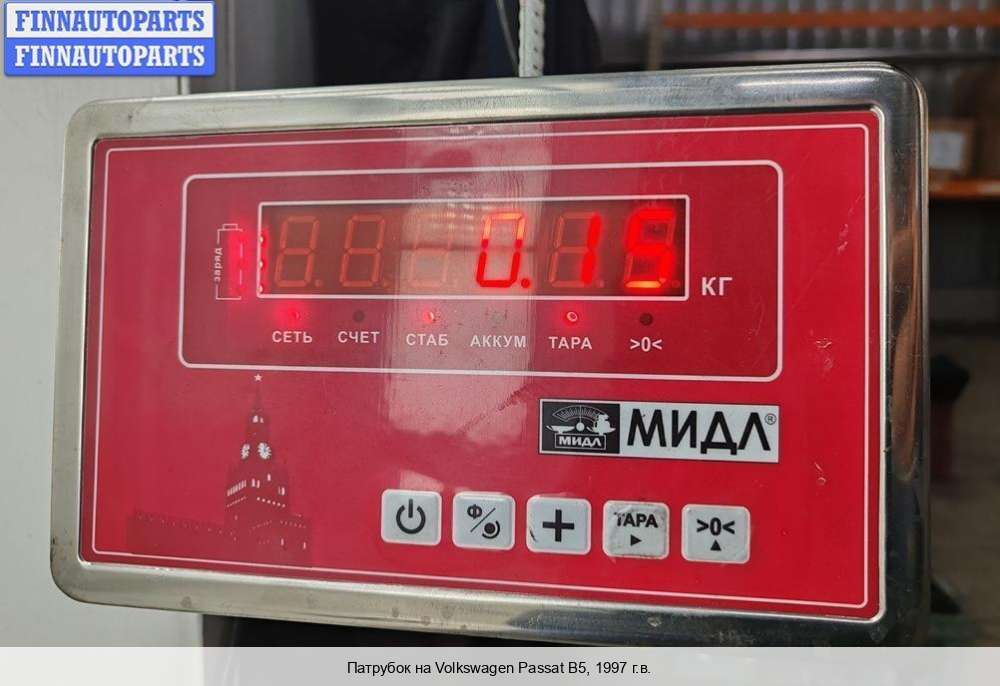 FINNAUTOPARTS
FINNAUTOPARTS
заряд
0.15 КГ
СЕТЬ СЧЕТ СТАБ АККУМ ТАРА >0<
МИДЛ МИДЛ®
Ф ТАРА >0<
Патрубок на Volkswagen Passat B5, 1997 г.в.